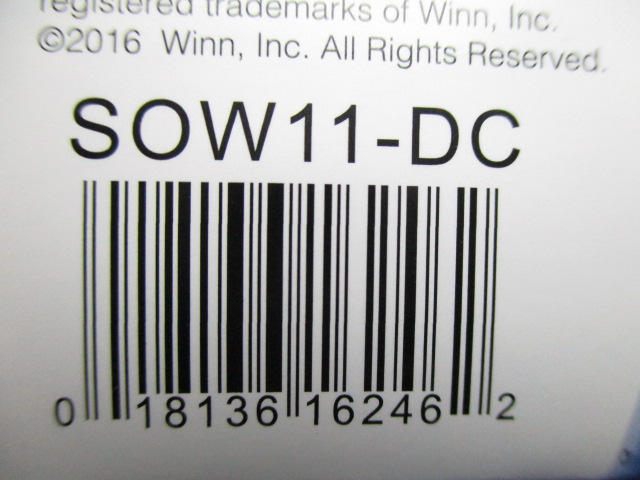 registered trademarks of Winn, Inc.
©2016 Winn, Inc. All Rights Reserved.
SOW11-DC
0 18136 16246 2